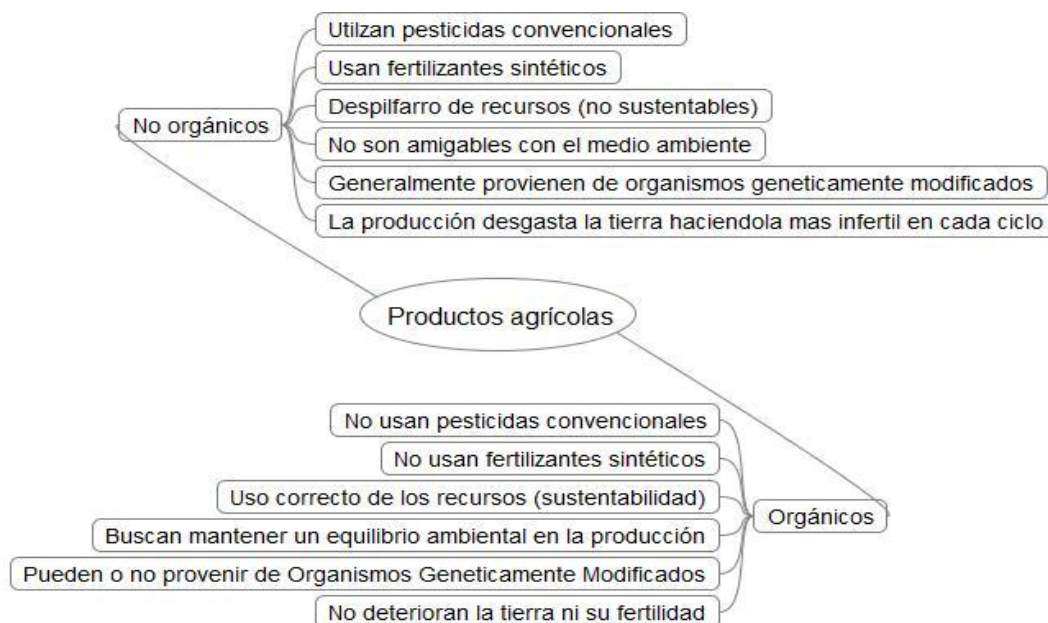 Utilzan pesticidas convencionales
Usan fertilizantes sintéticos
Despilfarro de recursos (no sustentables)
No orgánicos
No son amigables con el medio ambiente
Generalmente provienen de organismos geneticamente modificados
La producción desgasta la tierra haciendola mas infertil en cada ciclo
Productos agrícolas
No usan pesticidas convencionales
No usan fertilizantes sintéticos
Uso correcto de los recursos (sustentabilidad)
Orgánicos
Buscan mantener un equilibrio ambiental en la producción
Pueden o no provenir de Organismos Geneticamente Modificados
No deterioran la tierra ni su fertilidad